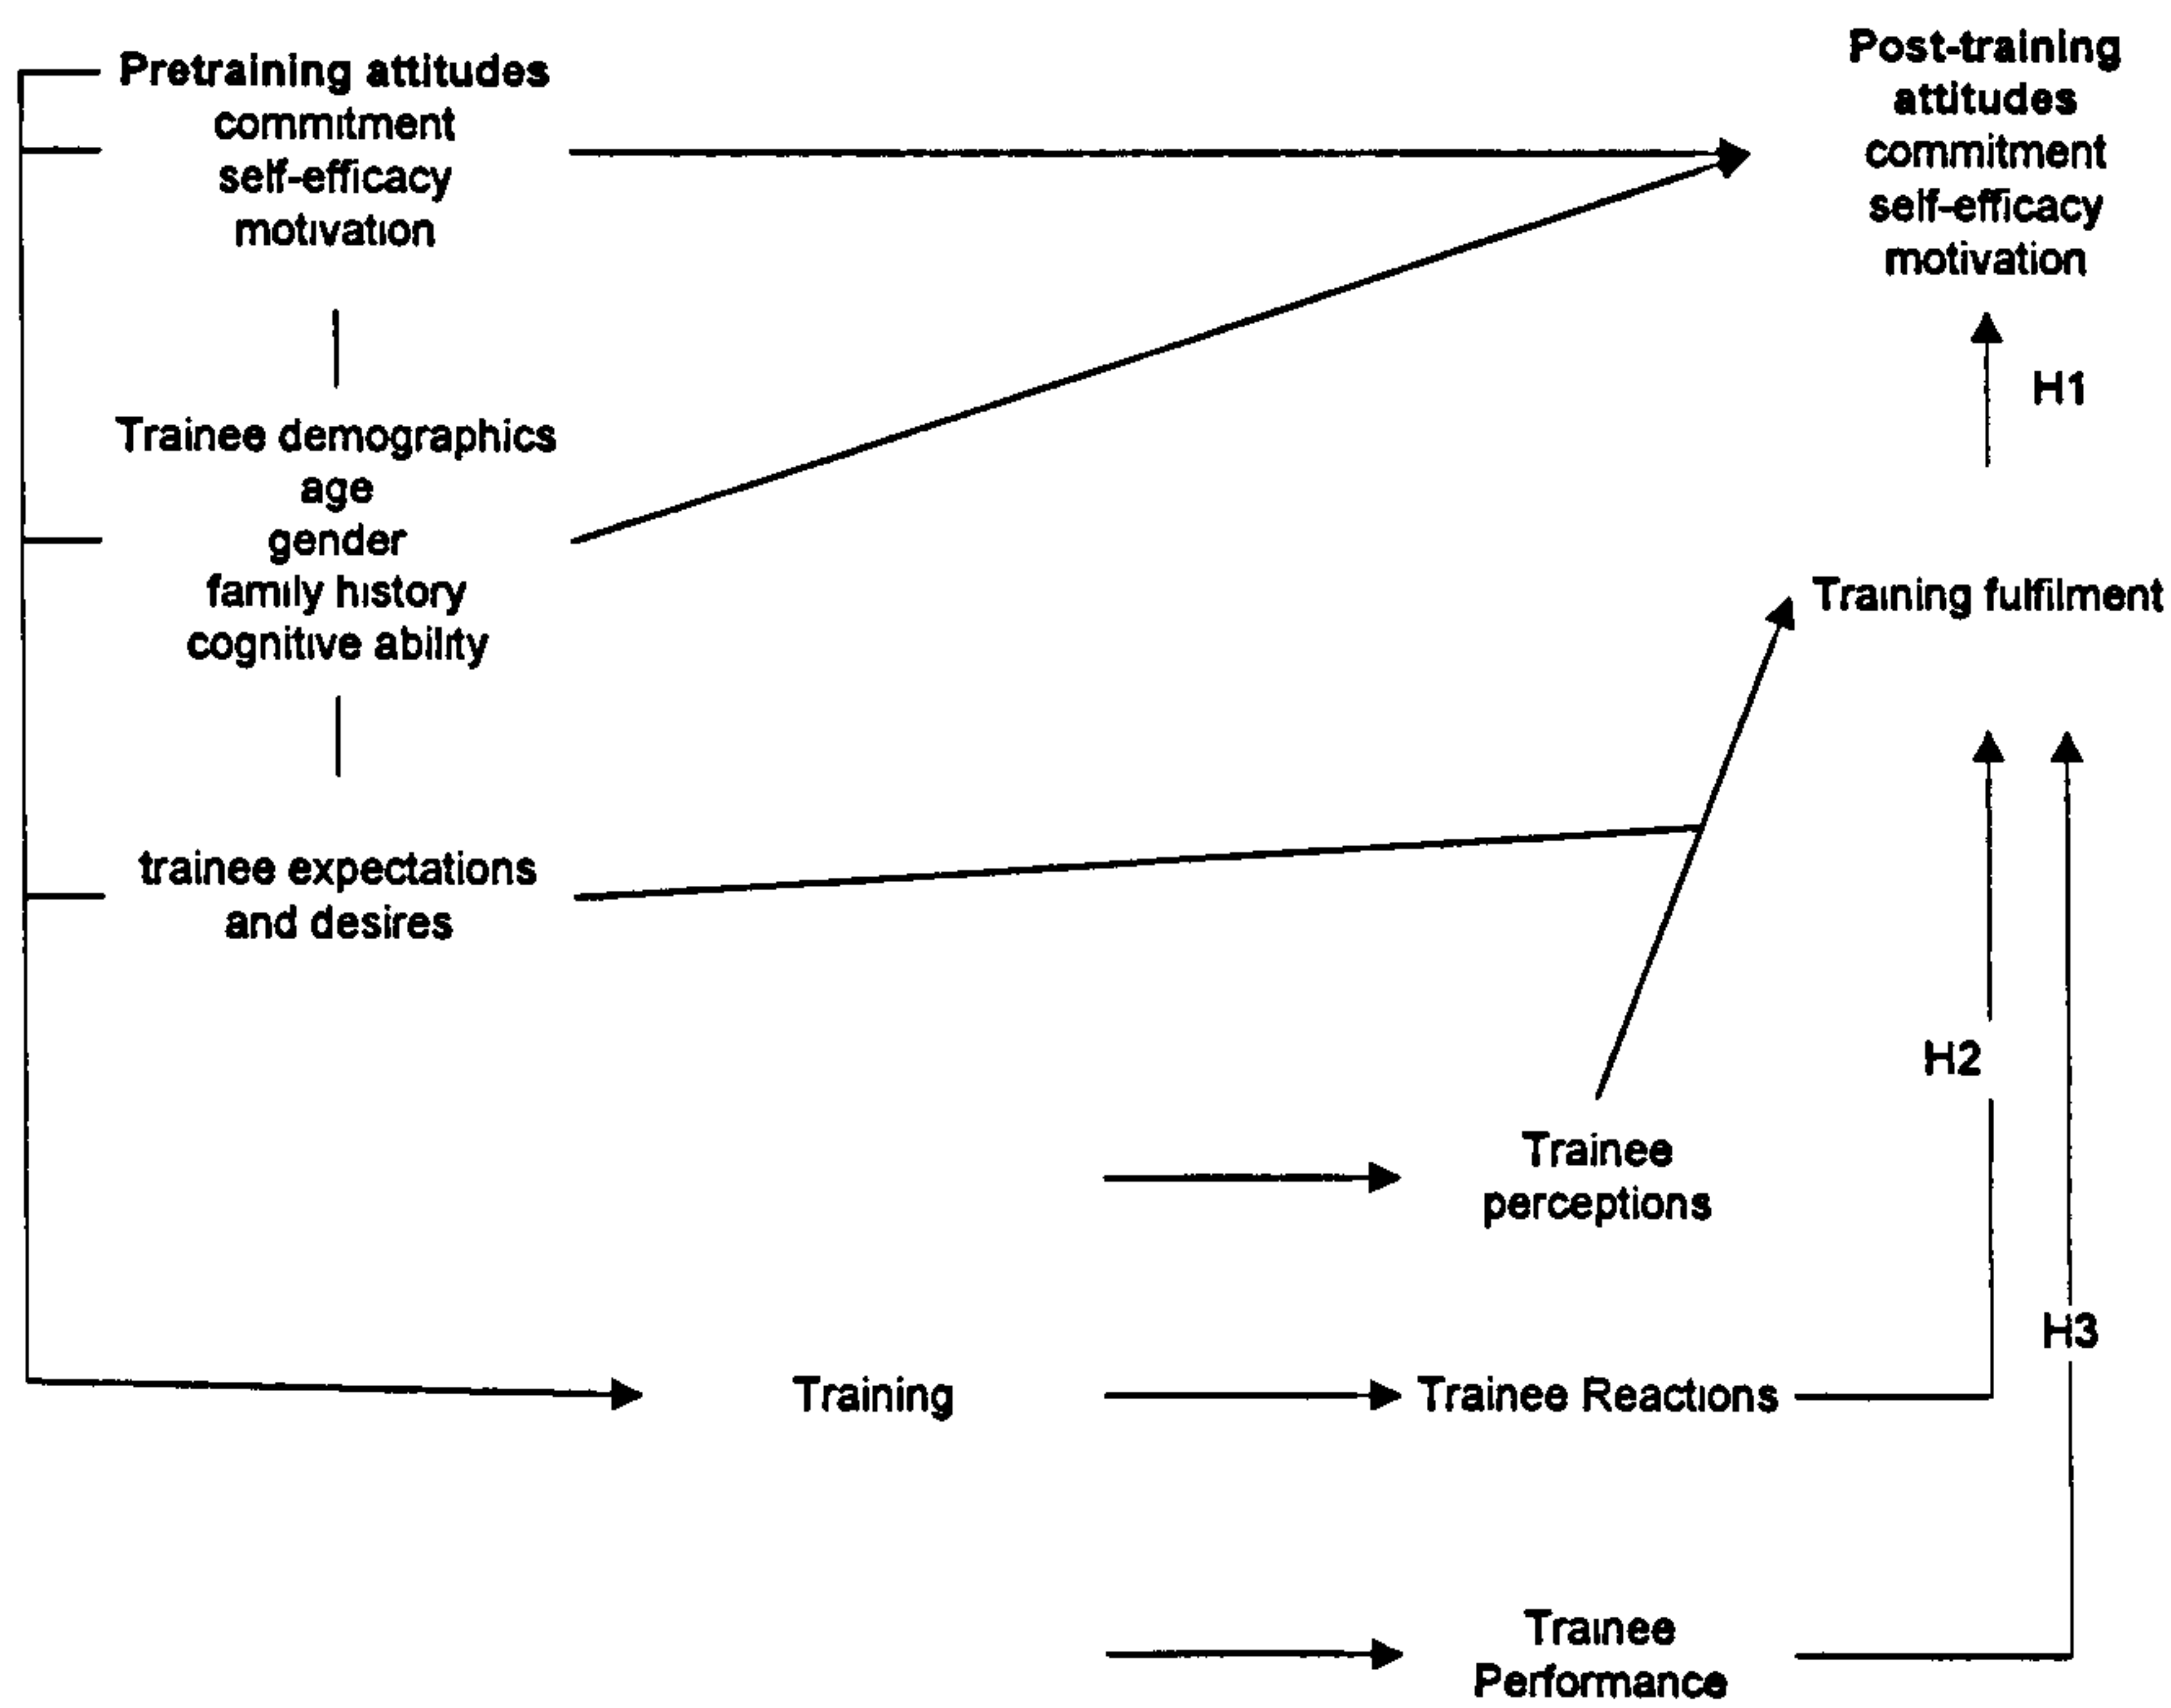 Pretraining attitudes
commitment
self-efficacy
motivation
Post-training
attitudes
commitment
self-efficacy
motivation
H1
Trainee demographics
age
gender
family history
cognitive ability
Training fulfilment
trainee expectations
and desires
H2
Trainee
perceptions
H3
Training
Trainee Reactions
Trainee
Performance